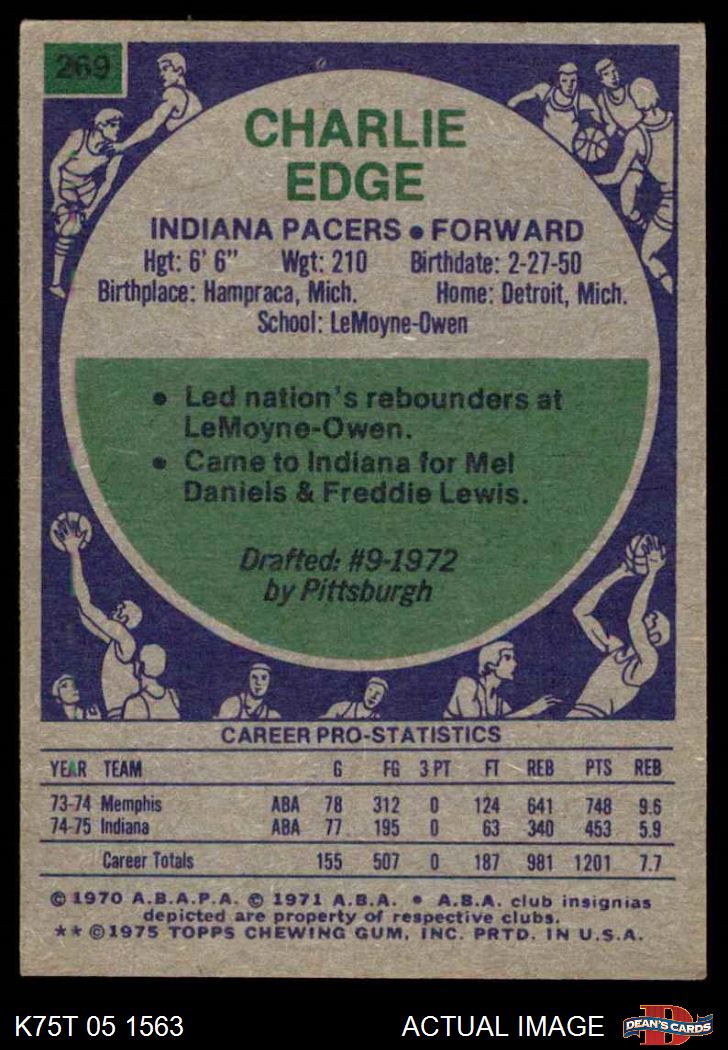 269
CHARLIE
EDGE
INDIANA PACERS • FORWARD
Hgt: 6' 6" Wgt: 210 Birthdate: 2-27-50
Birthplace: Hampraca, Mich. Home: Detroit, Mich.
School: LeMoyne-Owen
• Led nation's rebounders at
LeMoyne-Owen.
• Came to Indiana for Mel
Daniels & Freddie Lewis.
Drafted: #9-1972
by Pittsburgh
CAREER PRO-STATISTICS
YEAR TEAM G FG 3 PT FT REB PTS REB
73-74 Memphis ABA 78 312 0 124 641 748 9.6
74-75 Indiana ABA 77 195 0 63 340 453 5.9
Career Totals 155 507 0 187 981 1201 7.7
© 1970 A.B.A.P.A. © 1971 A.B.A. • A.B.A. club insignias
depicted are property of respective clubs.
** © 1975 TOPPS CHEWING GUM, INC. PRTD. IN U.S.A.
K75T 05 1563 ACTUAL IMAGE DEAN'S CARDS